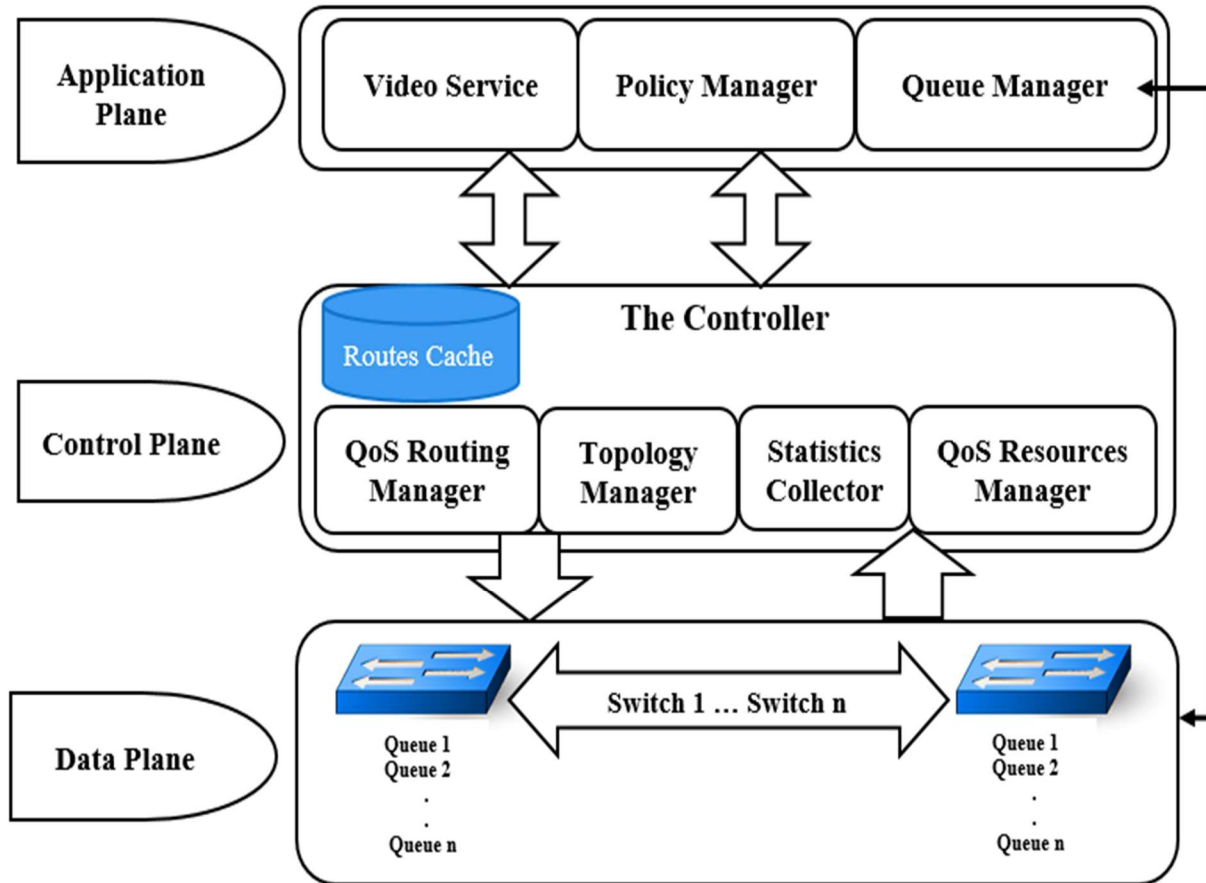 Application
Plane
Video Service
Policy Manager
Queue Manager
The Controller
Routes Cache
Control Plane
QoS Routing
Manager
Topology
Manager
Statistics
Collector
QoS Resources
Manager
Data Plane
Switch 1 ... Switch n
Queue 1
Queue 2
.
.
Queue n
Queue 1
Queue 2
.
.
Queue n